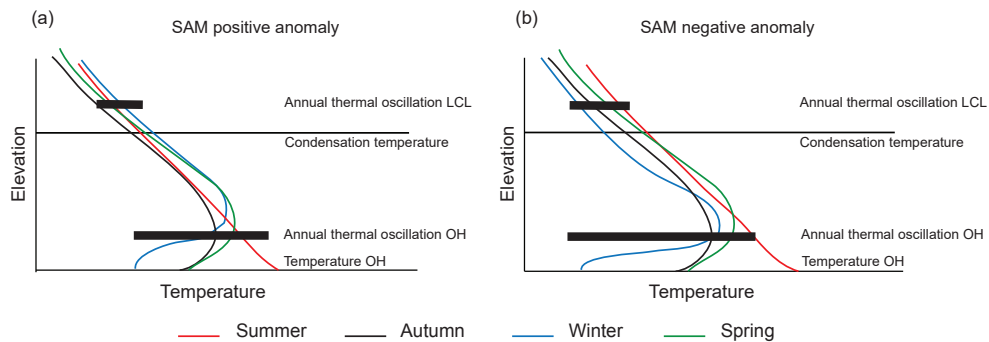 (a)
SAM positive anomaly
Annual thermal oscillation LCL
Condensation temperature
Elevation
Annual thermal oscillation OH
Temperature OH
Temperature
(b)
SAM negative anomaly
Annual thermal oscillation LCL
Condensation temperature
Elevation
Annual thermal oscillation OH
Temperature OH
Temperature
Summer
Autumn
Winter
Spring